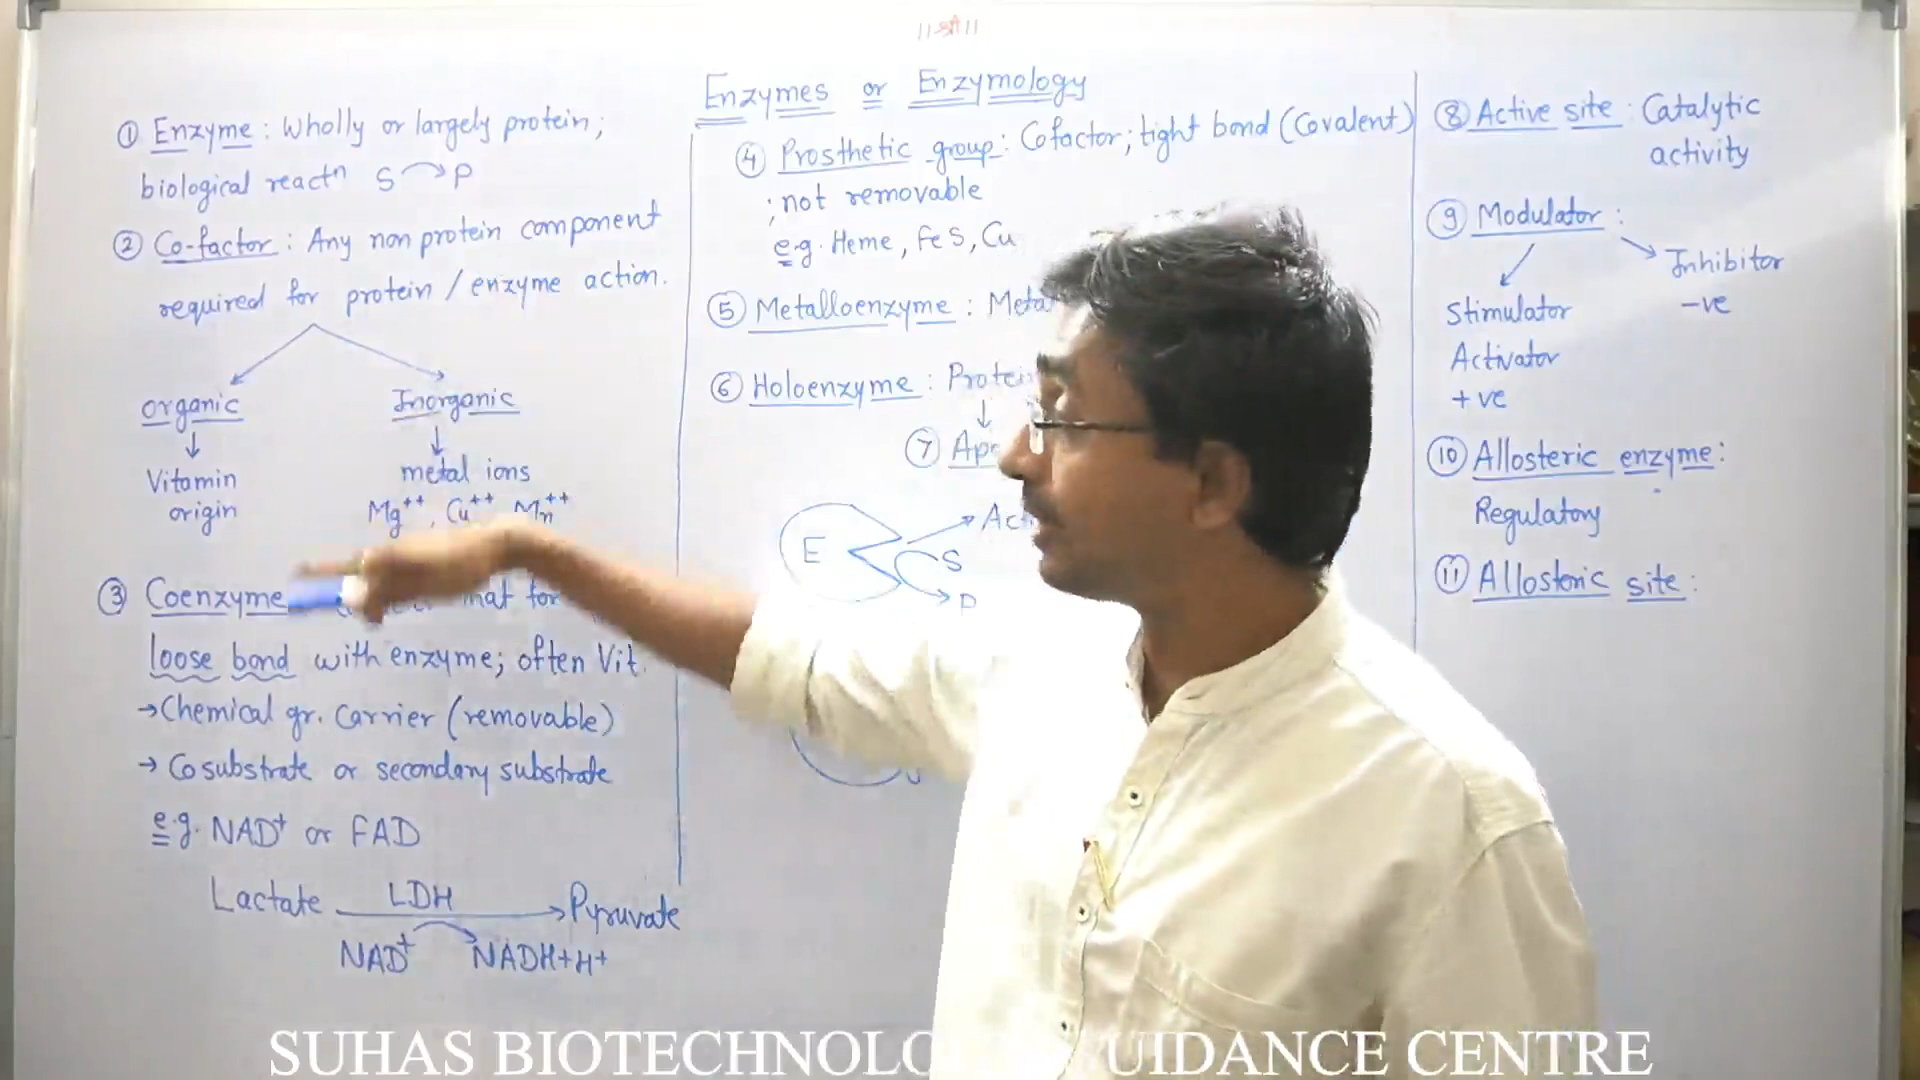 ॥श्री॥
Enzymes or Enzymology
① Enzyme : Wholly or largely protein;
biological reactⁿ S → P
② Co-factor : Any non protein component
required for protein / enzyme action.
organic Inorganic
↓ ↓
Vitamin metal ions
origin Mg⁺⁺, Cu⁺⁺ Mn⁺⁺
③ Coenzyme
loose bond with enzyme; often Vit.
→ Chemical gr. carrier (removable)
→ Cosubstrate or secondary substrate
e.g. NAD⁺ or FAD
Lactate LDH → Pyruvate
NAD⁺ NADH+H+
④ Prosthetic group : Cofactor; tight bond (Covalent)
; not removable
e.g. Heme, FeS, Cu
⑤ Metalloenzyme :
⑥ Holoenzyme :
↓
⑦
E
S
P
⑧ Active site : Catalytic
activity
⑨ Modulator :
Inhibitor
-ve
Stimulator
Activator
+ve
⑩ Allosteric enzyme :
Regulatory
⑪ Allosteric site :
SUHAS BIOTECHNOLO UIDANCE CENTRE